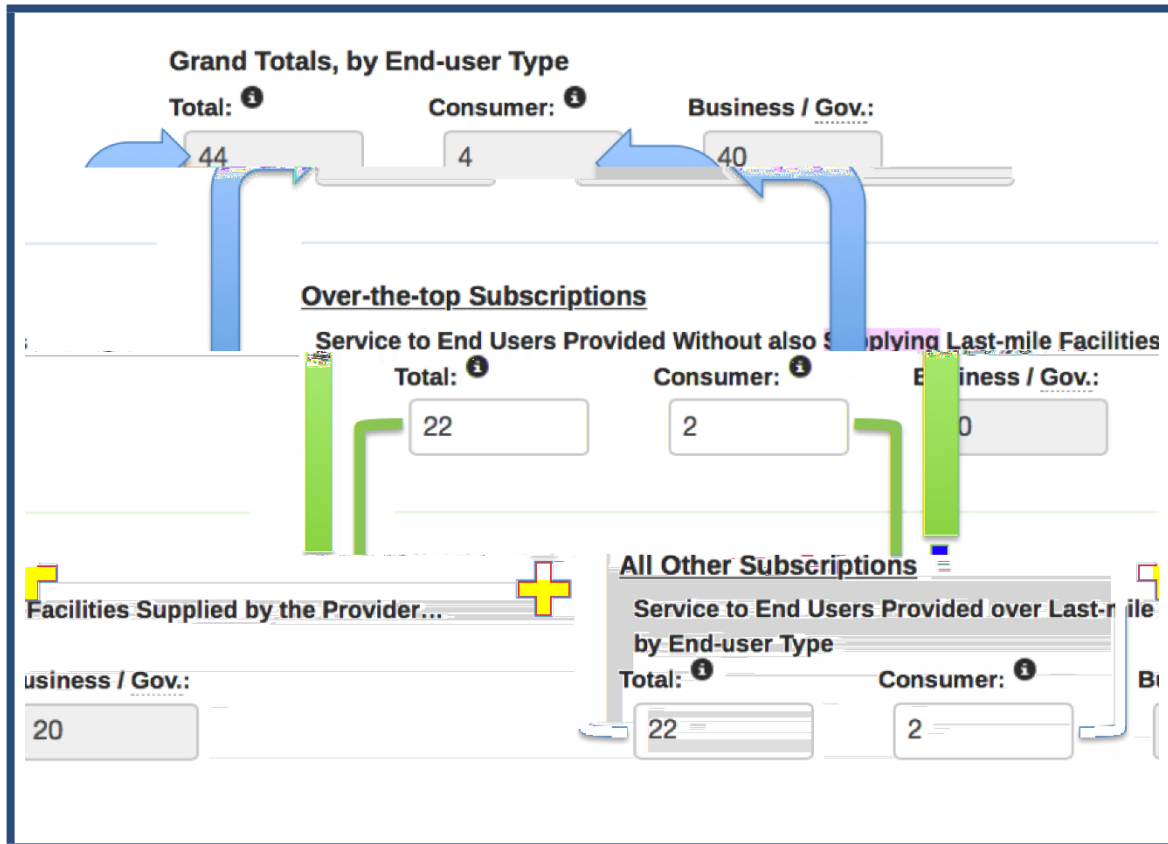 Grand Totals, by End-user Type
Total: Consumer: Business / Gov.:
44 4 40
Over-the-top Subscriptions
Service to End Users Provided Without also Supplying Last-mile Facilities
Total: Consumer: Business / Gov.:
22 2
All Other Subscriptions
Facilities Supplied by the Provider… Service to End Users Provided over Last-mile
by End-user Type
usiness / Gov.: Total: Consumer:
20 22 2